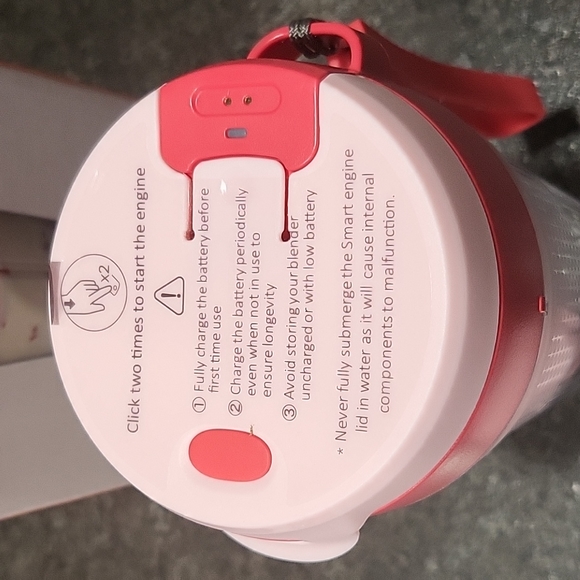 x2
Click two times to start the engine
① Fully charge the battery before
first time use
② Charge the battery periodically
even when not in use to
ensure longevity
③ Avoid storing your blender
uncharged or with low battery
* Never fully submerge the Smart engine
lid in water as it will cause internal
components to malfunction.